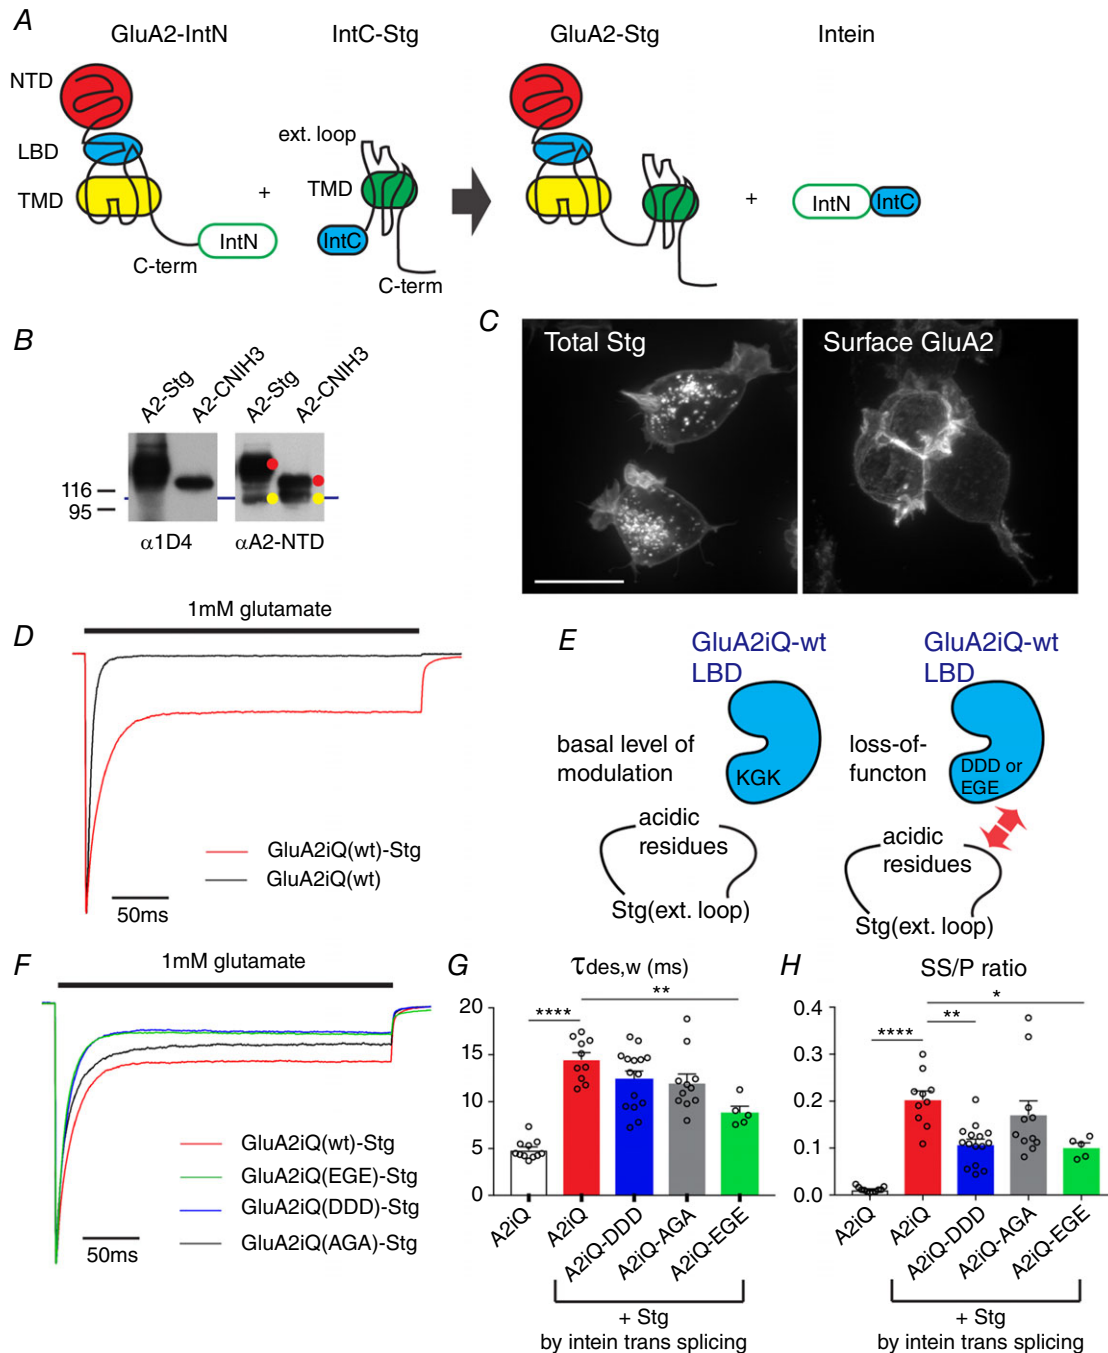 A
GluA2-IntN
IntC-Stg
GluA2-Stg
Intein
NTD
LBD
TMD
ext. loop
TMD
+
+
IntN
IntC
IntN
IntC
C-term
C-term
B
A2-Stg
A2-CNIH3
A2-Stg
A2-CNIH3
116
95
α1D4
αA2-NTD
C
Total Stg
Surface GluA2
D
1mM glutamate
GluA2iQ(wt)-Stg
GluA2iQ(wt)
50ms
E
GluA2iQ-wt
LBD
basal level of
modulation
KGK
acidic
residues
Stg(ext. loop)
GluA2iQ-wt
LBD
loss-of-
functon
DDD or
EGE
acidic
residues
Stg(ext. loop)
F
1mM glutamate
GluA2iQ(wt)-Stg
GluA2iQ(EGE)-Stg
GluA2iQ(DDD)-Stg
GluA2iQ(AGA)-Stg
50ms
G
τdes,w (ms)
**
****
20
15
10
5
0
A2iQ
A2iQ
A2iQ-DDD
A2iQ-AGA
A2iQ-EGE
+ Stg
by intein trans splicing
H
SS/P ratio
*
**
****
0.4
0.3
0.2
0.1
0.0
A2iQ
A2iQ
A2iQ-DDD
A2iQ-AGA
A2iQ-EGE
+ Stg
by intein trans splicing